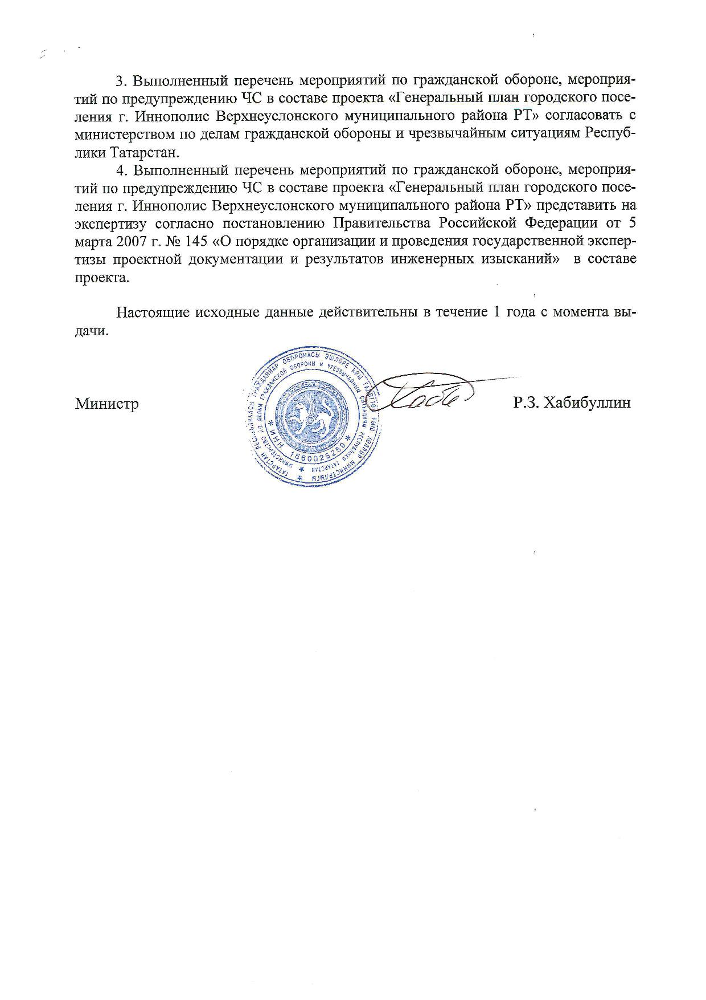 3. Выполненный перечень мероприятий по гражданской обороне, мероприя-
тий по предупреждению ЧС в составе проекта «Генеральный план городского посе-
ления г. Иннополис Верхнеуслонского муниципального района РТ» согласовать с
министерством по делам гражданской обороны и чрезвычайным ситуациям Респуб-
лики Татарстан.
4. Выполненный перечень мероприятий по гражданской обороне, мероприя-
тий по предупреждению ЧС в составе проекта «Генеральный план городского посе-
ления г. Иннополис Верхнеуслонского муниципального района РТ» представить на
экспертизу согласно постановлению Правительства Российской Федерации от 5
марта 2007 г. № 145 «О порядке организации и проведения государственной экспер-
тизы проектной документации и результатов инженерных изысканий» в составе
проекта.
Настоящие исходные данные действительны в течение 1 года с момента вы-
дачи.
Министр
Р.З. Хабибуллин
ТАТАРСТАН ГРАЖДАННАР ОБОРОНАСЫ ЭШЛӘРЕ ҺӘМ ТЫШ ХӘЛЛӘР МИНИСТРЛЫГЫ
МИНИСТЕРСТВО ПО ДЕЛАМ ГРАЖДАНСКОЙ ОБОРОНЫ И ЧРЕЗВЫЧАЙНЫМ СИТУАЦИЯМ РЕСПУБЛИКИ ТАТАРСТАН
* ИНН 1660025250 *